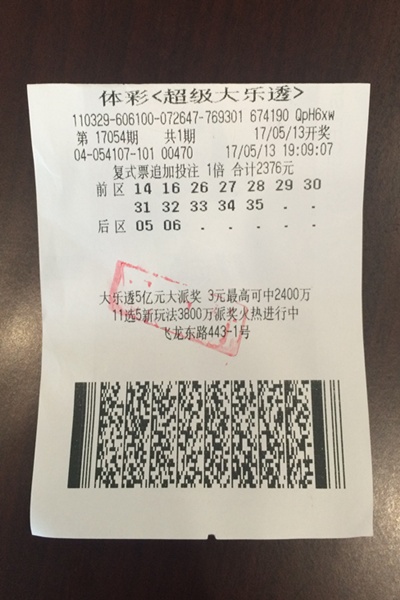 体彩<超级大乐透>
110329-606100-072647-769301 674190 QpH6xw
第 17054期 共1期 17/05/13开奖
04-054107-101 00470 17/05/13 19:09:07
复式票追加投注 1倍 合计2376元
前区 14 16 26 27 28 29 30
31 32 33 34 35 . .
后区 05 06 . . . . .
大乐透5亿元大派奖 3元最高可中2400万
11选5新玩法3800万派奖火热进行中
飞龙东路443-1号